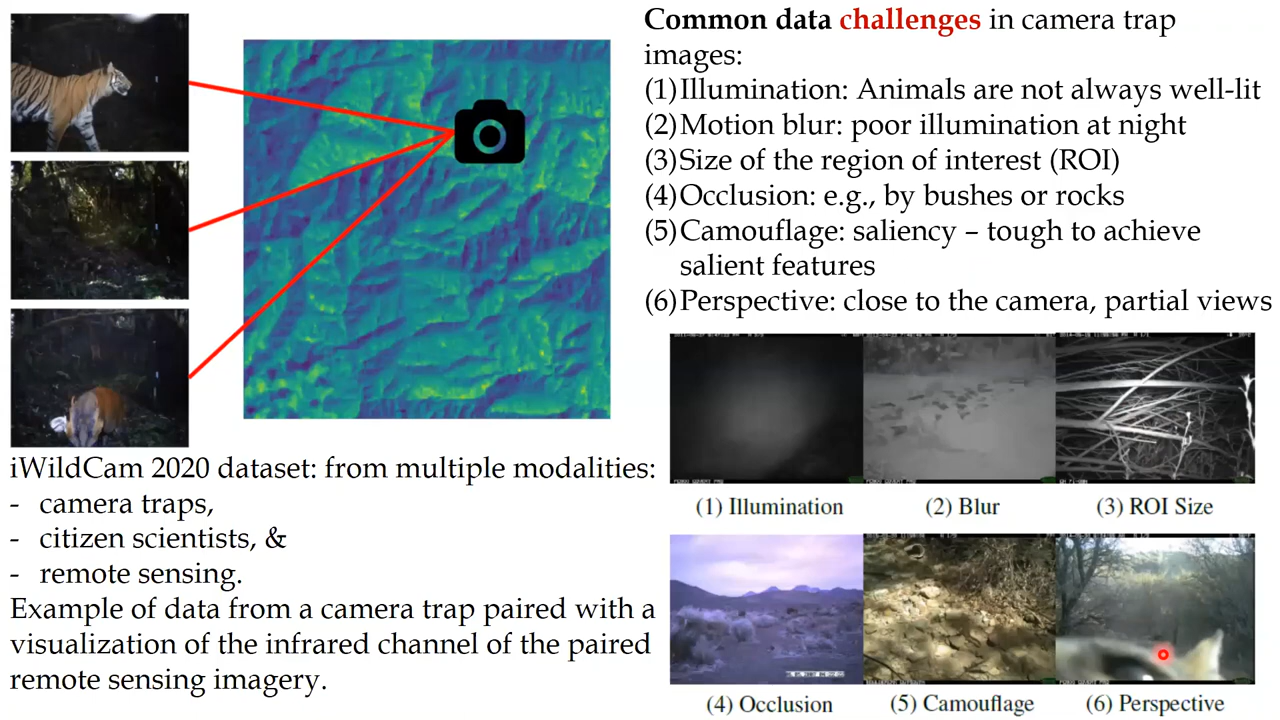 Common data challenges in camera trap
images:
(1) Illumination: Animals are not always well-lit
(2) Motion blur: poor illumination at night
(3) Size of the region of interest (ROI)
(4) Occlusion: e.g., by bushes or rocks
(5) Camouflage: saliency – tough to achieve
salient features
(6) Perspective: close to the camera, partial views
iWildCam 2020 dataset: from multiple modalities:
- camera traps,
- citizen scientists, &
- remote sensing.
Example of data from a camera trap paired with a
visualization of the infrared channel of the paired
remote sensing imagery.
(1) Illumination
(2) Blur
(3) ROI Size
(4) Occlusion
(5) Camouflage
(6) Perspective